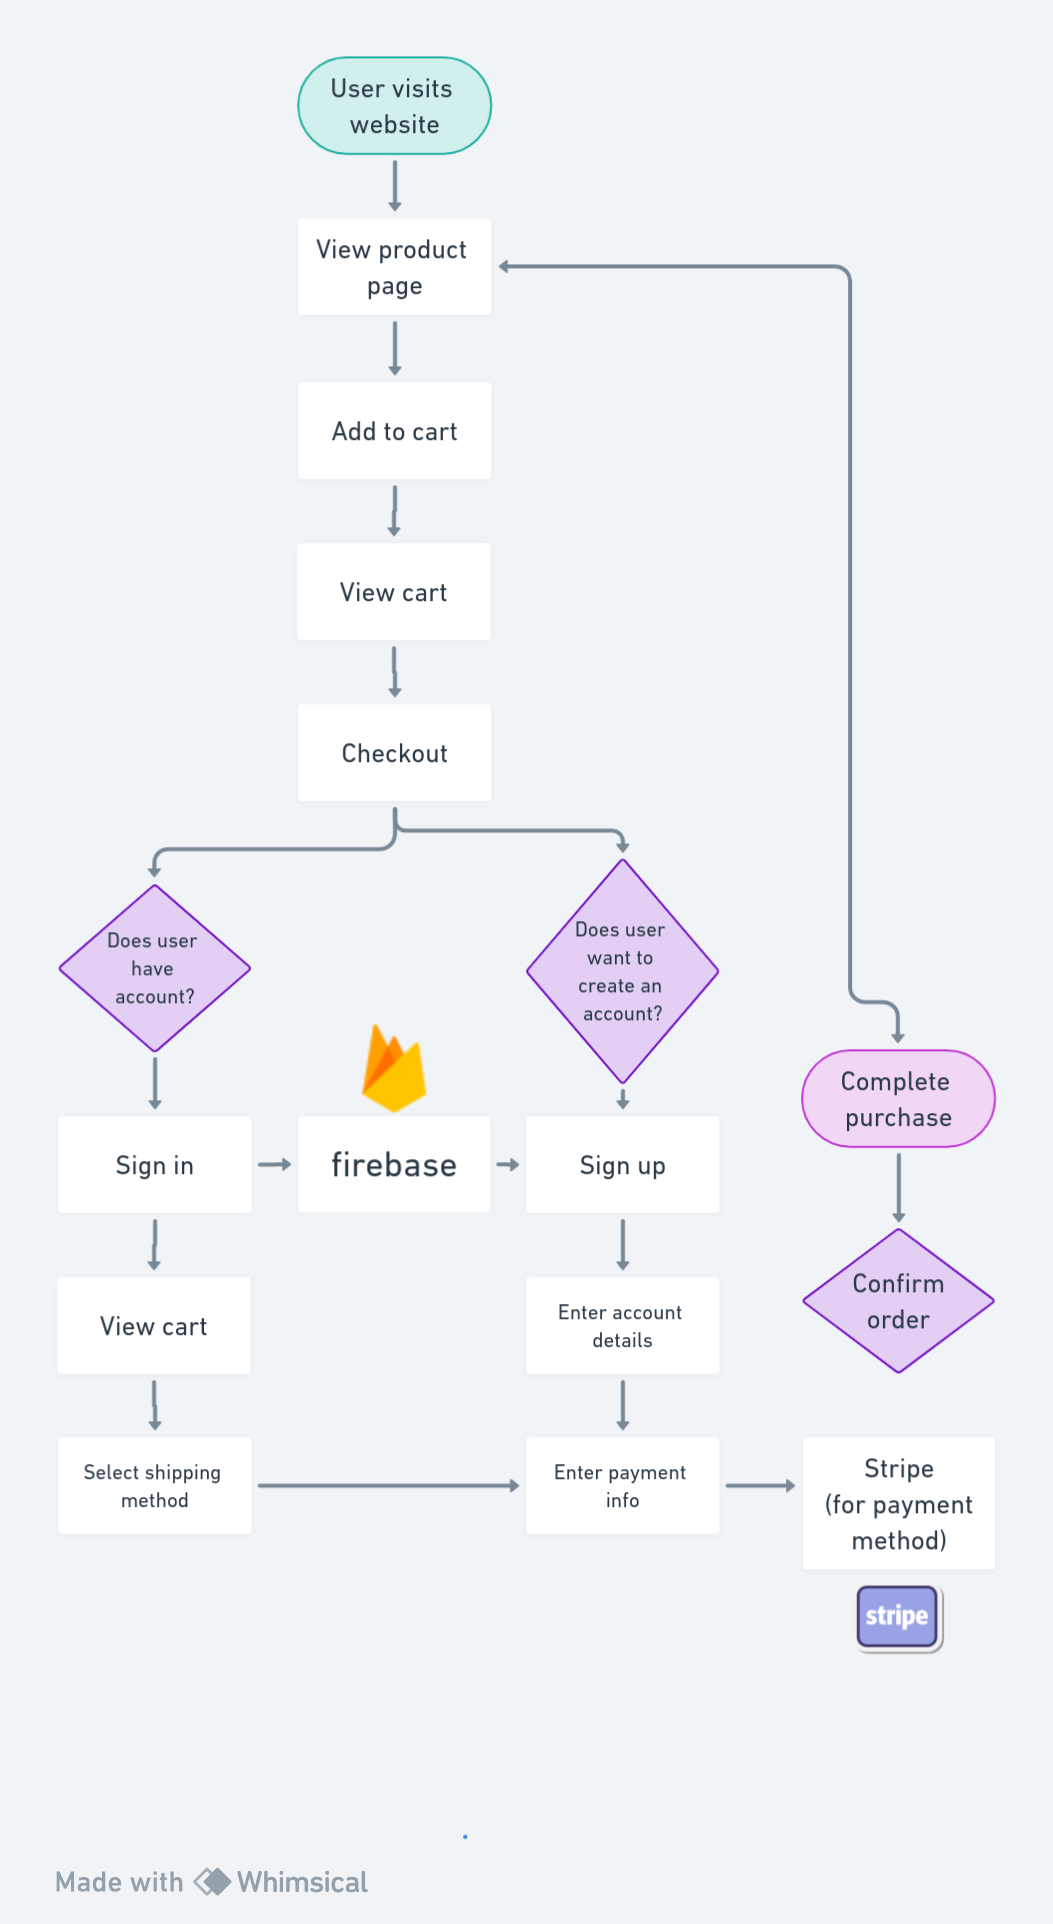 User visits
website
View product
page
Add to cart
View cart
Checkout
Does user
have
account?
Does user
want to
create an
account?
Complete
purchase
Sign in
firebase
Sign up
Confirm
order
View cart
Enter account
details
Select shipping
method
Enter payment
info
Stripe
(for payment
method)
stripe
Made with Whimsical